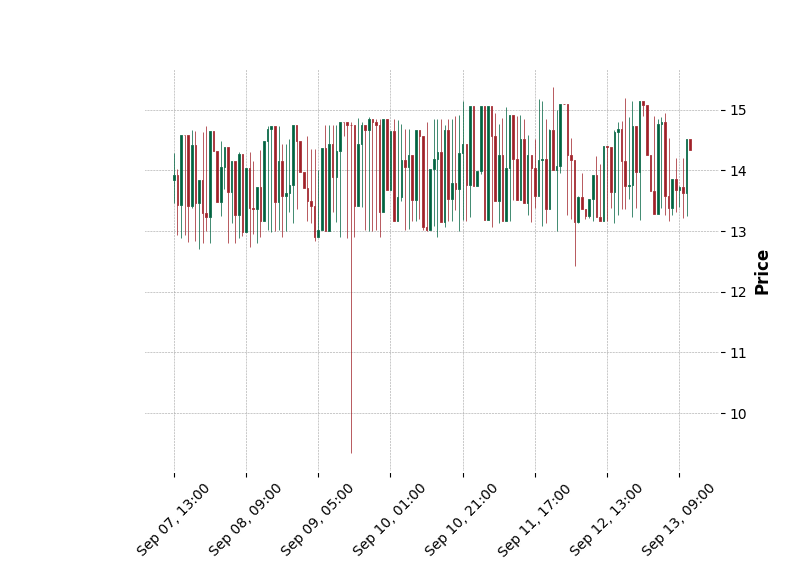 15
14
13
12
11
10
Price
Sep 07, 13:00
Sep 08, 09:00
Sep 09, 05:00
Sep 10, 01:00
Sep 10, 21:00
Sep 11, 17:00
Sep 12, 13:00
Sep 13, 09:00